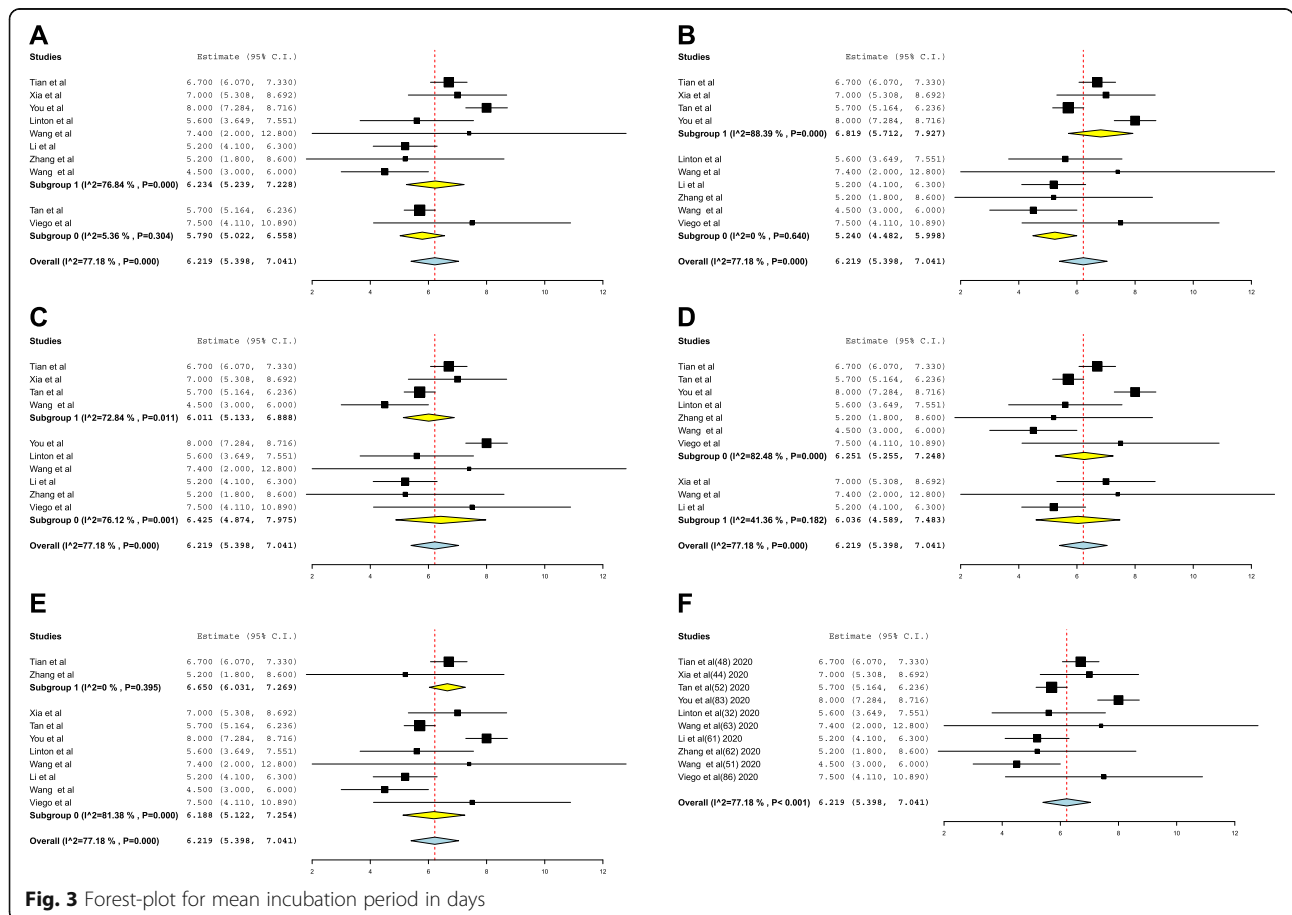 A
Studies Estimate (95% C.I.)
Tian et al 6.700 (6.070, 7.330)
Xia et al 7.000 (5.308, 8.692)
You et al 8.000 (7.284, 8.716)
Linton et al 5.600 (3.649, 7.551)
Wang et al 7.400 (2.000, 12.800)
Li et al 5.200 (4.100, 6.300)
Zhang et al 5.200 (1.800, 8.600)
Wang et al 4.500 (3.000, 6.000)
Subgroup 1 (I^2=76.84 % , P=0.000) 6.234 (5.239, 7.228)
Tan et al 5.700 (5.164, 6.236)
Viego et al 7.500 (4.110, 10.890)
Subgroup 0 (I^2=5.36 % , P=0.304) 5.790 (5.022, 6.558)
Overall (I^2=77.18 % , P=0.000) 6.219 (5.398, 7.041)
2 4 6 8 10 12
B
Studies Estimate (95% C.I.)
Tian et al 6.700 (6.070, 7.330)
Xia et al 7.000 (5.308, 8.692)
Tan et al 5.700 (5.164, 6.236)
You et al 8.000 (7.284, 8.716)
Subgroup 1 (I^2=88.39 % , P=0.000) 6.819 (5.712, 7.927)
Linton et al 5.600 (3.649, 7.551)
Wang et al 7.400 (2.000, 12.800)
Li et al 5.200 (4.100, 6.300)
Zhang et al 5.200 (1.800, 8.600)
Wang et al 4.500 (3.000, 6.000)
Viego et al 7.500 (4.110, 10.890)
Subgroup 0 (I^2=0 % , P=0.640) 5.240 (4.482, 5.998)
Overall (I^2=77.18 % , P=0.000) 6.219 (5.398, 7.041)
2 4 6 8 10 12
C
Studies Estimate (95% C.I.)
Tian et al 6.700 (6.070, 7.330)
Xia et al 7.000 (5.308, 8.692)
Tan et al 5.700 (5.164, 6.236)
Wang et al 4.500 (3.000, 6.000)
Subgroup 1 (I^2=72.84 % , P=0.011) 6.011 (5.133, 6.888)
You et al 8.000 (7.284, 8.716)
Linton et al 5.600 (3.649, 7.551)
Wang et al 7.400 (2.000, 12.800)
Li et al 5.200 (4.100, 6.300)
Zhang et al 5.200 (1.800, 8.600)
Viego et al 7.500 (4.110, 10.890)
Subgroup 0 (I^2=76.12 % , P=0.001) 6.425 (4.874, 7.975)
Overall (I^2=77.18 % , P=0.000) 6.219 (5.398, 7.041)
2 4 6 8 10 12
D
Studies Estimate (95% C.I.)
Tian et al 6.700 (6.070, 7.330)
Tan et al 5.700 (5.164, 6.236)
You et al 8.000 (7.284, 8.716)
Linton et al 5.600 (3.649, 7.551)
Zhang et al 5.200 (1.800, 8.600)
Wang et al 4.500 (3.000, 6.000)
Viego et al 7.500 (4.110, 10.890)
Subgroup 0 (I^2=82.48 % , P=0.000) 6.251 (5.255, 7.248)
Xia et al 7.000 (5.308, 8.692)
Wang et al 7.400 (2.000, 12.800)
Li et al 5.200 (4.100, 6.300)
Subgroup 1 (I^2=41.36 % , P=0.182) 6.036 (4.589, 7.483)
Overall (I^2=77.18 % , P=0.000) 6.219 (5.398, 7.041)
2 4 6 8 10 12
E
Studies Estimate (95% C.I.)
Tian et al 6.700 (6.070, 7.330)
Zhang et al 5.200 (1.800, 8.600)
Subgroup 1 (I^2=0 % , P=0.395) 6.650 (6.031, 7.269)
Xia et al 7.000 (5.308, 8.692)
Tan et al 5.700 (5.164, 6.236)
You et al 8.000 (7.284, 8.716)
Linton et al 5.600 (3.649, 7.551)
Wang et al 7.400 (2.000, 12.800)
Li et al 5.200 (4.100, 6.300)
Wang et al 4.500 (3.000, 6.000)
Viego et al 7.500 (4.110, 10.890)
Subgroup 0 (I^2=81.38 % , P=0.000) 6.188 (5.122, 7.254)
Overall (I^2=77.18 % , P=0.000) 6.219 (5.398, 7.041)
2 4 6 8 10 12
F
Studies Estimate (95% C.I.)
Tian et al(48) 2020 6.700 (6.070, 7.330)
Xia et al(44) 2020 7.000 (5.308, 8.692)
Tan et al(52) 2020 5.700 (5.164, 6.236)
You et al(83) 2020 8.000 (7.284, 8.716)
Linton et al(32) 2020 5.600 (3.649, 7.551)
Wang et al(63) 2020 7.400 (2.000, 12.800)
Li et al(61) 2020 5.200 (4.100, 6.300)
Zhang et al(62) 2020 5.200 (1.800, 8.600)
Wang et al(51) 2020 4.500 (3.000, 6.000)
Viego et al(86) 2020 7.500 (4.110, 10.890)
Overall (I^2=77.18 % , P< 0.001) 6.219 (5.398, 7.041)
2 4 6 8 10 12
Fig. 3 Forest-plot for mean incubation period in days